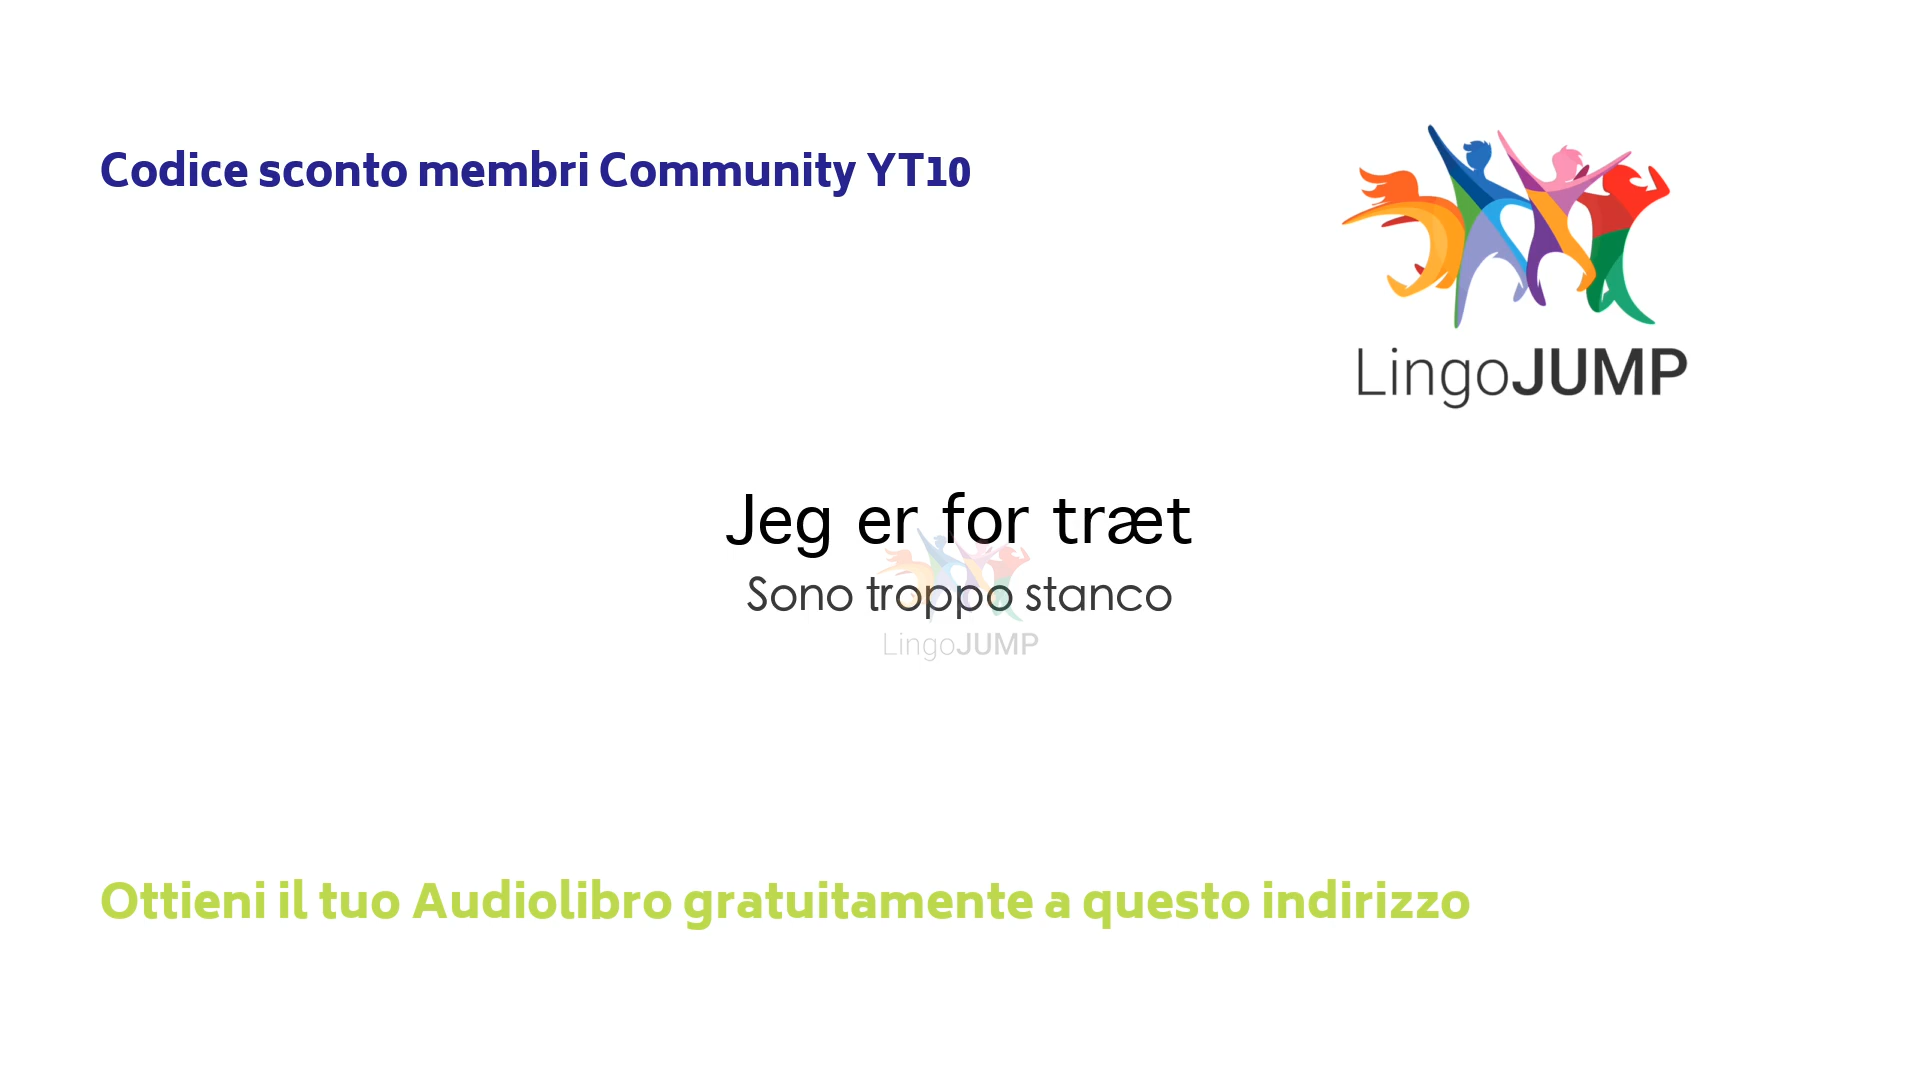 Codice sconto membri Community YT10
LingoJUMP
Jeg er for træt
Sono troppo stanco
LingoJUMP
Ottieni il tuo Audiolibro gratuitamente a questo indirizzo